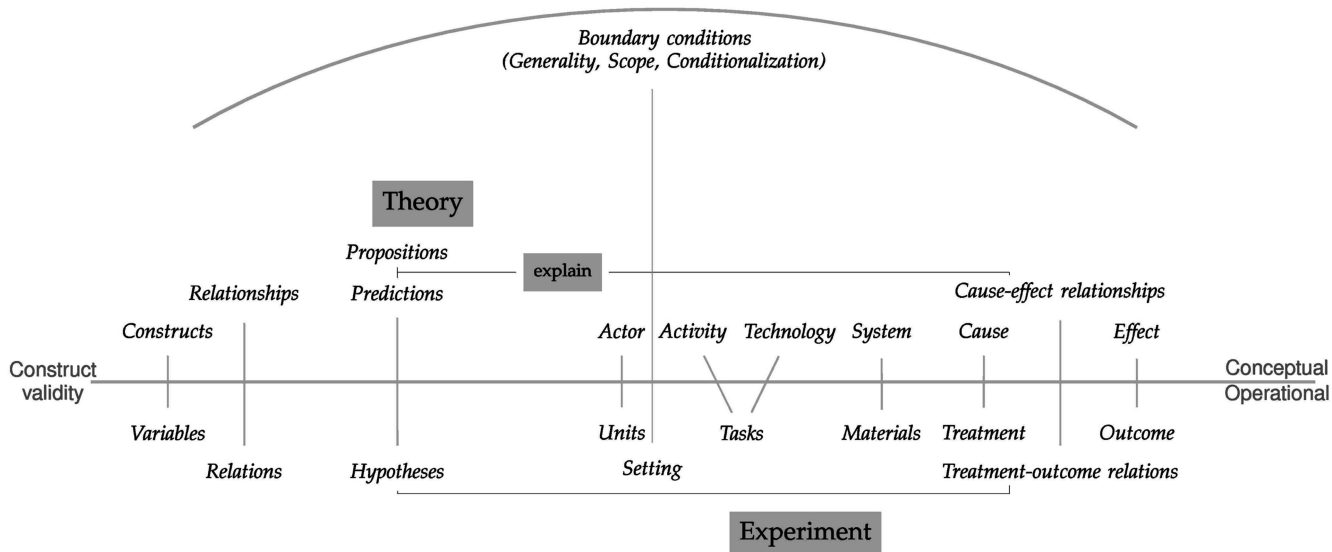 Boundary conditions
(Generality, Scope, Conditionalization)
Theory
Propositions
explain
Relationships
Predictions
Cause-effect relationships
Constructs
Actor
Activity
Technology
System
Cause
Effect
Construct
validity
Conceptual
Operational
Variables
Units
Tasks
Materials
Treatment
Outcome
Relations
Hypotheses
Setting
Treatment-outcome relations
Experiment